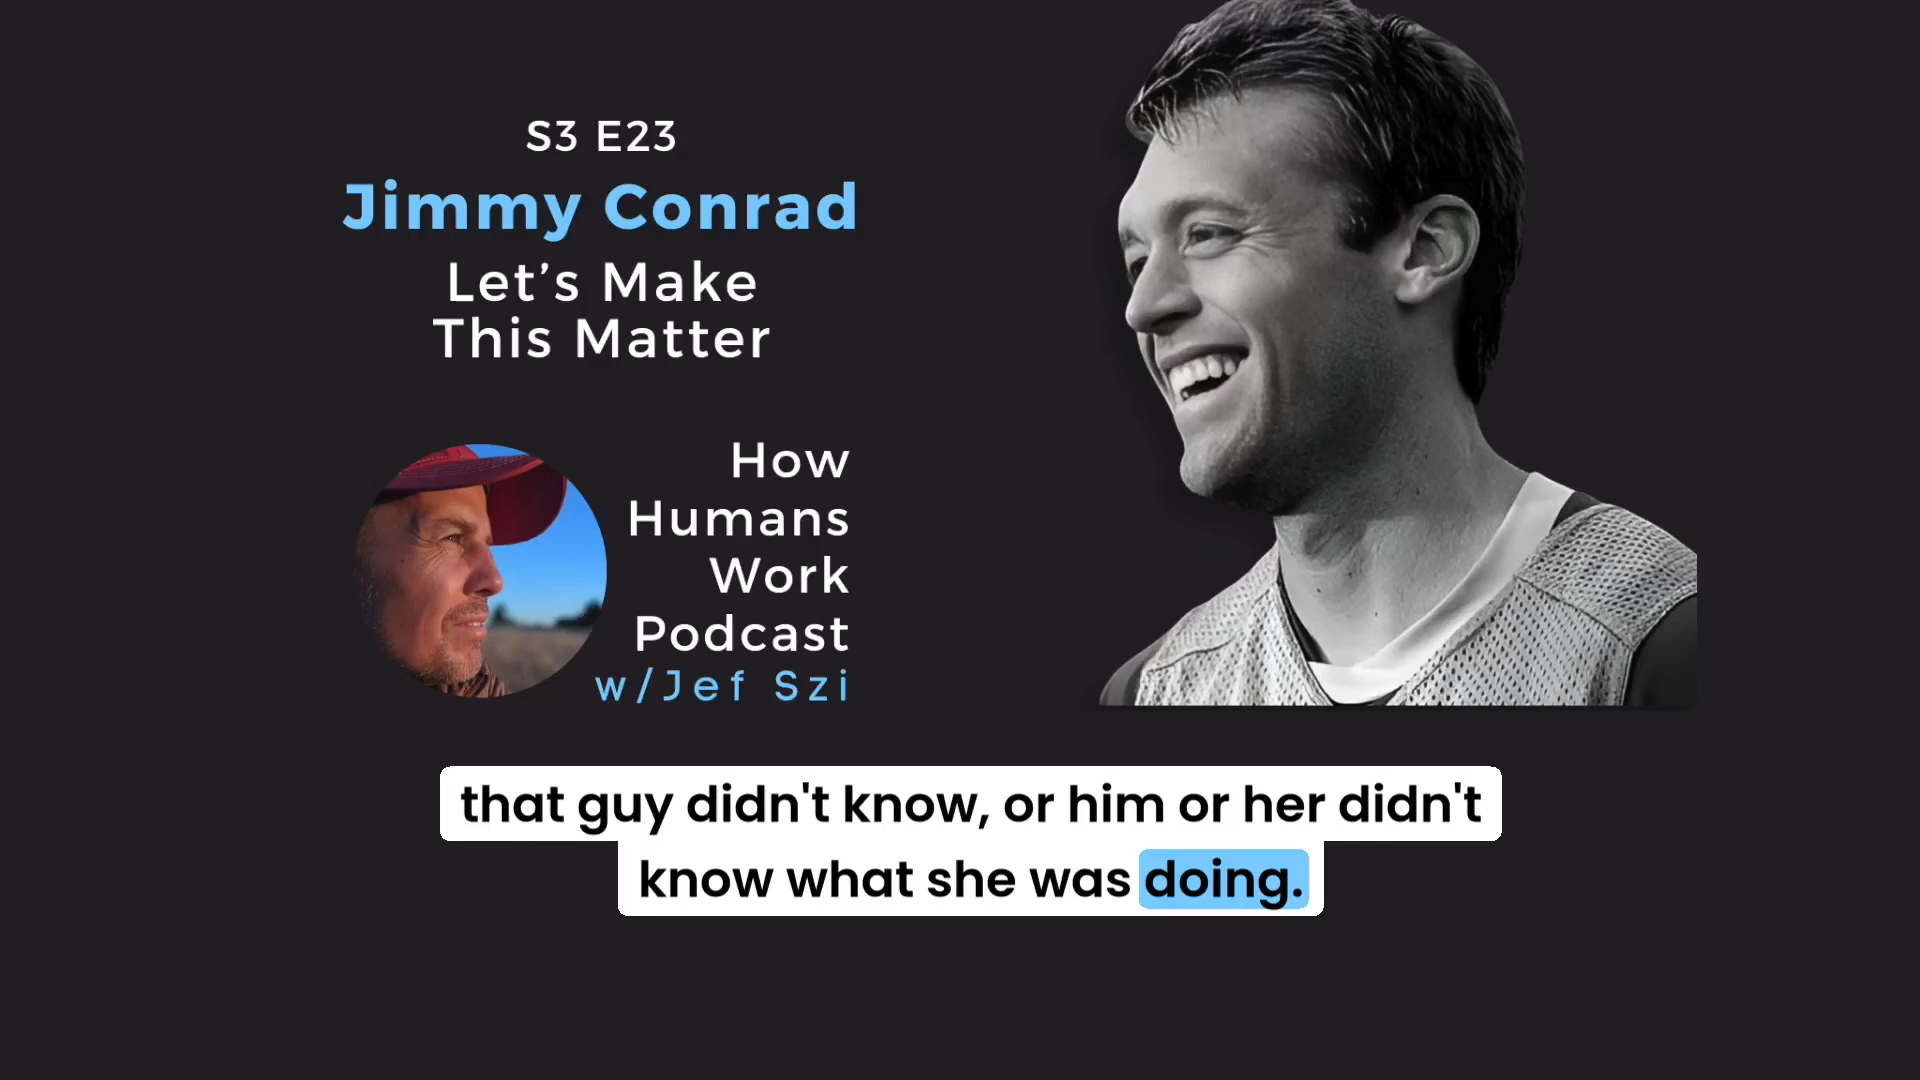 S3 E23
Jimmy Conrad
Let’s Make
This Matter
How
Humans
Work
Podcast
w/Jef Szi
that guy didn't know, or him or her didn't
know what she was doing.